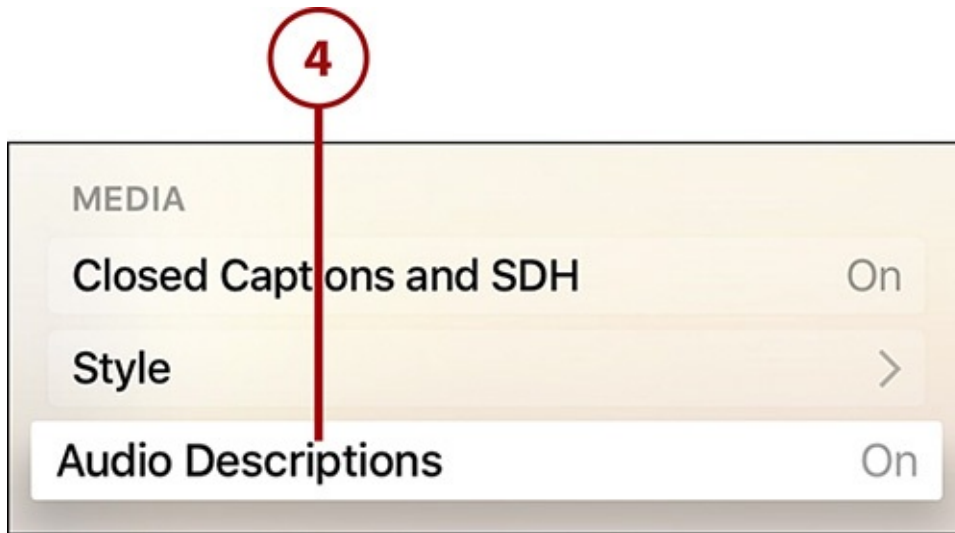 4
MEDIA
Closed Captions and SDH On
Style >
Audio Descriptions On